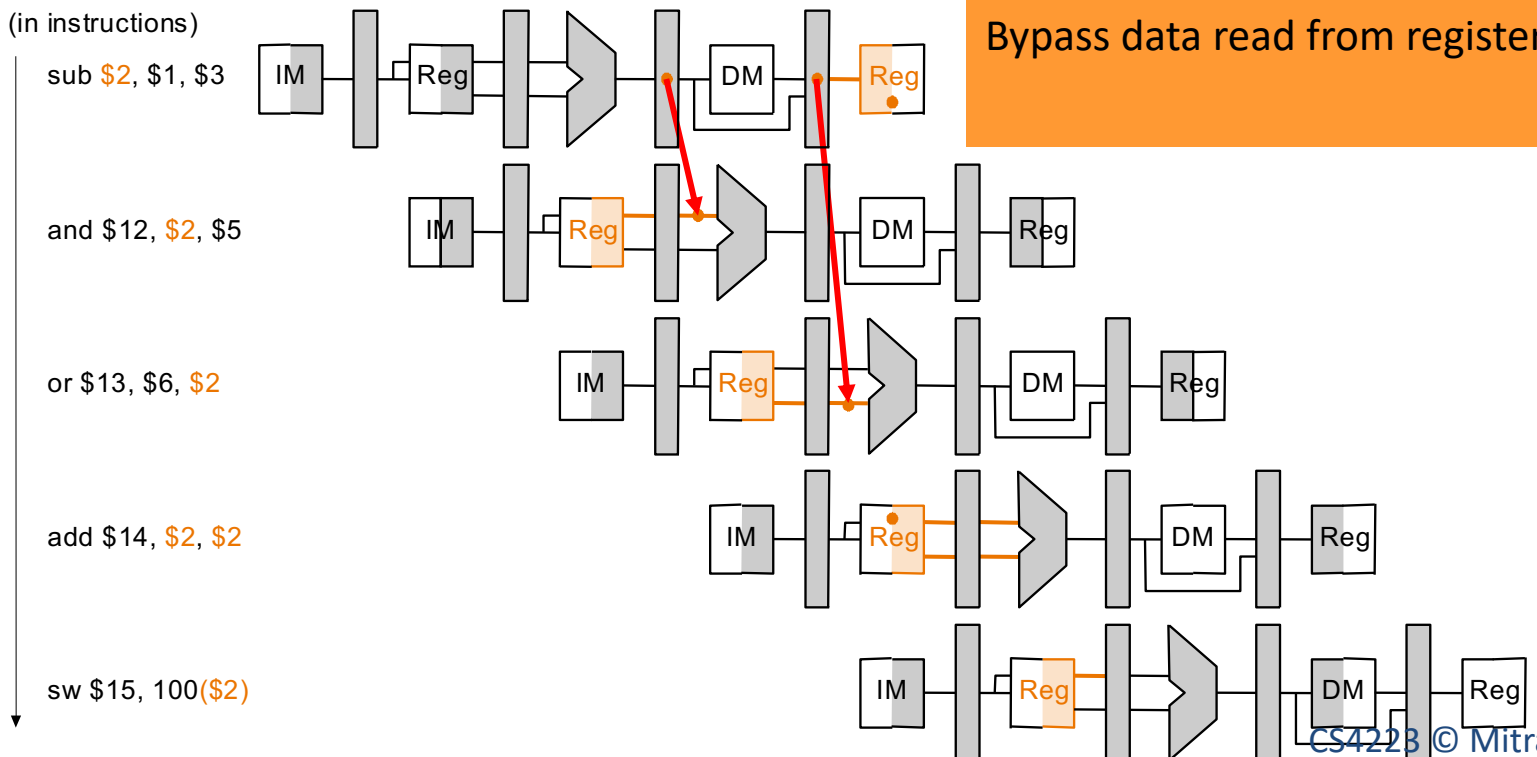 (in instructions)
Bypass data read from register
sub $2, $1, $3
IM
Reg
DM
Reg
and $12, $2, $5
IM
Reg
DM
Reg
or $13, $6, $2
IM
Reg
DM
Reg
add $14, $2, $2
IM
Reg
DM
Reg
sw $15, 100($2)
IM
Reg
DM
Reg
CS4223 © Mitra